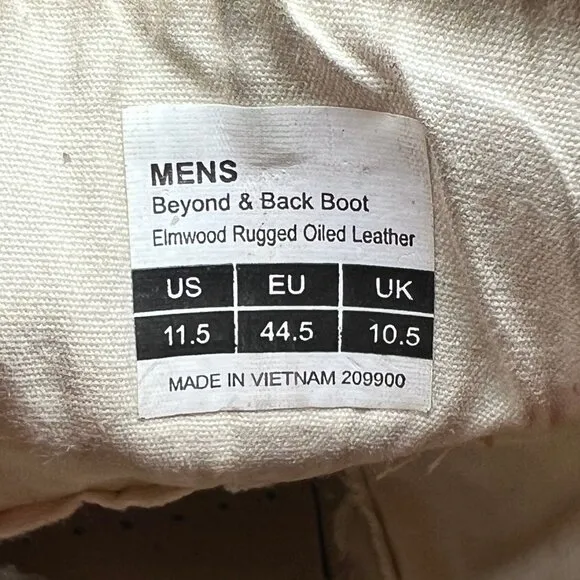 MENS
Beyond & Back Boot
Elmwood Rugged Oiled Leather
US EU UK
11.5 44.5 10.5
MADE IN VIETNAM 209900